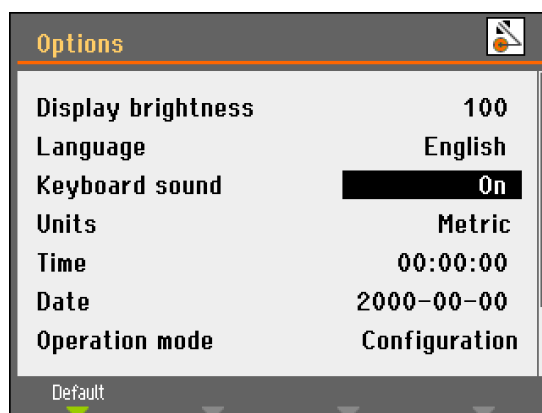 Options
Display brightness 100
Language English
Keyboard sound On
Units Metric
Time 00:00:00
Date 2000-00-00
Operation mode Configuration
Default